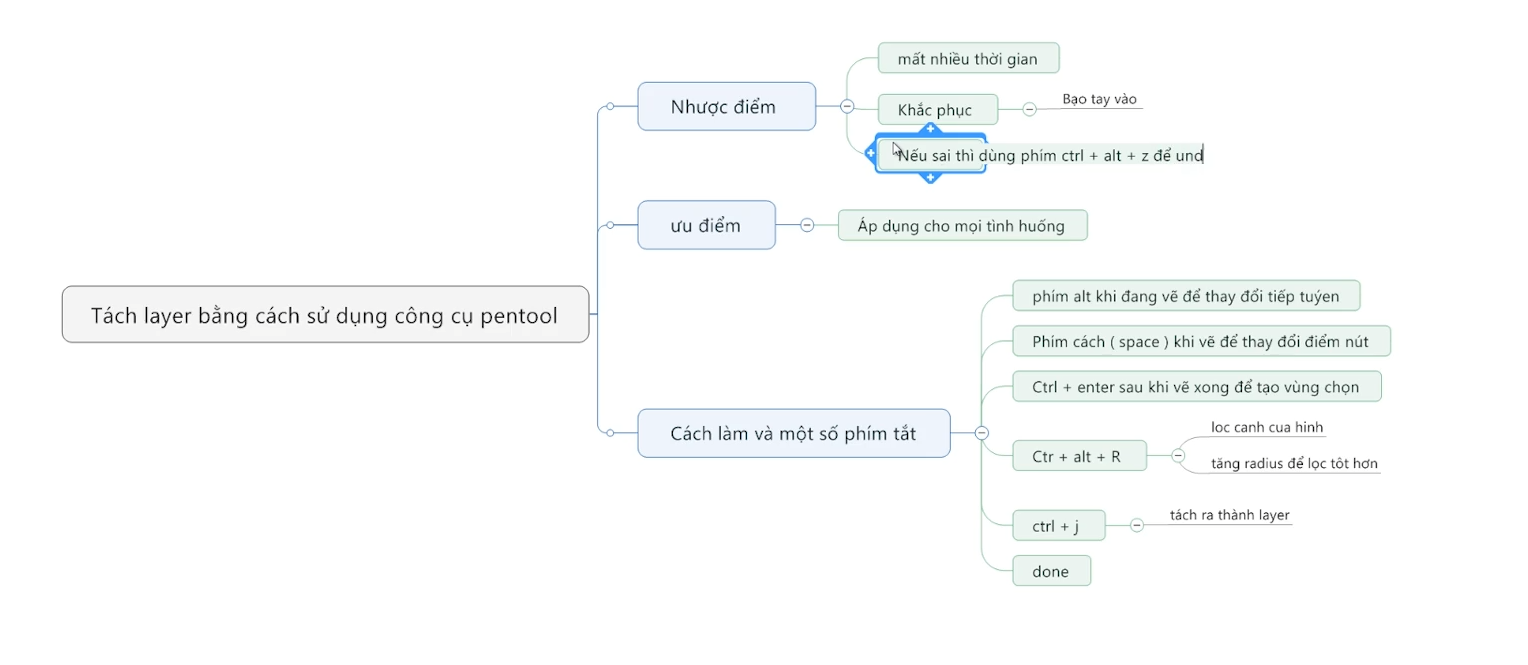 mất nhiều thời gian
Nhược điểm
Khắc phục
Bạo tay vào
Nếu sai thì dùng phím ctrl + alt + z để und
ưu điểm
Áp dụng cho mọi tình huống
Tách layer bằng cách sử dụng công cụ pentool
Cách làm và một số phím tắt
phím alt khi đang vẽ để thay đổi tiếp tuýen
Phím cách ( space ) khi vẽ để thay đổi điểm nút
Ctrl + enter sau khi vẽ xong để tạo vùng chọn
Ctr + alt + R
loc canh cua hinh
tăng radius để lọc tôt hơn
ctrl + j
tách ra thành layer
done